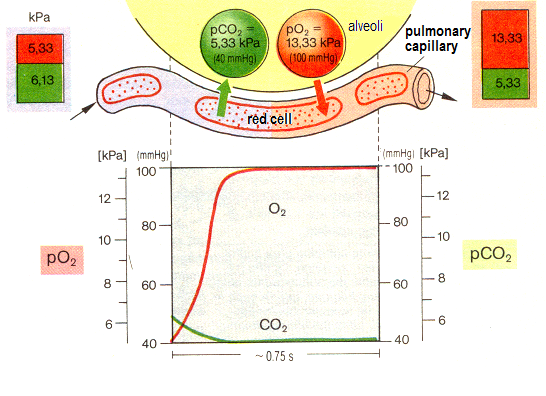 kPa
5,33
6,13
pCO₂ =
5,33 kPa
(40 mmHg)
pO₂ =
13,33 kPa
(100 mmHg)
alveoli
pulmonary
capillary
13,33
5,33
red cell
[kPa]
(mmHg)
(mmHg)
[kPa]
100
100
12
12
80
80
10
10
pO₂
O₂
pCO₂
8
8
60
60
6
6
CO₂
40
40
~ 0.75 s